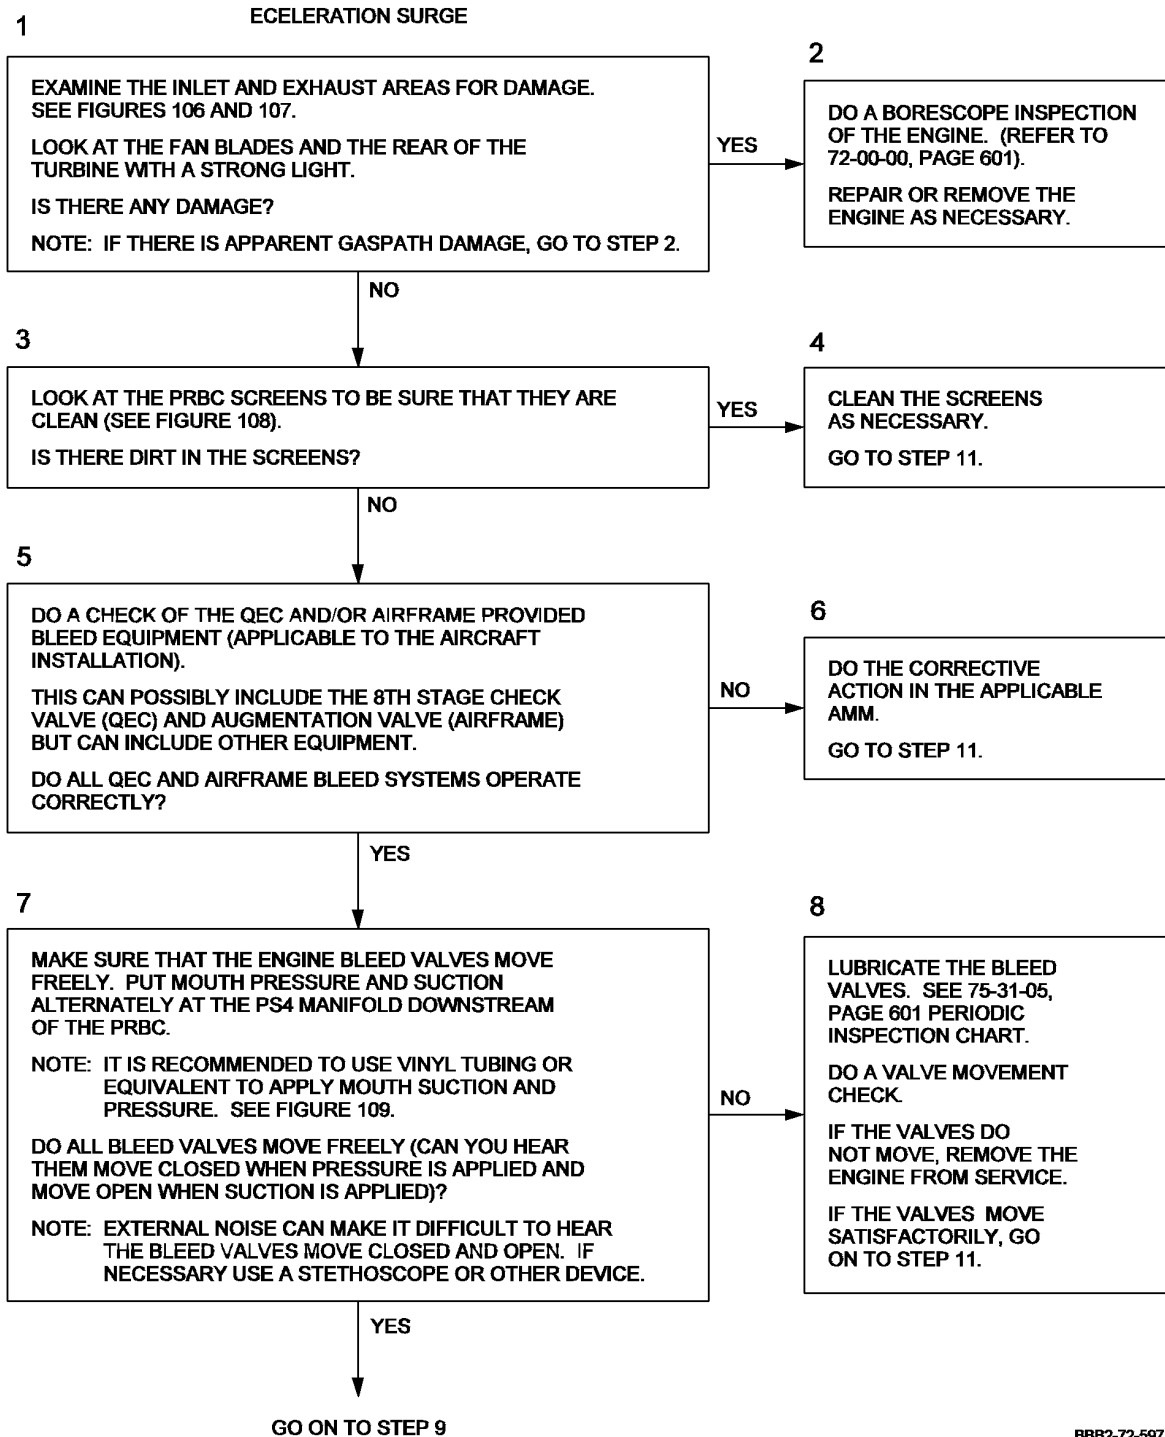 ECELERATION SURGE
1
EXAMINE THE INLET AND EXHAUST AREAS FOR DAMAGE.
SEE FIGURES 106 AND 107.
LOOK AT THE FAN BLADES AND THE REAR OF THE
TURBINE WITH A STRONG LIGHT.
IS THERE ANY DAMAGE?
NOTE: IF THERE IS APPARENT GASPATH DAMAGE, GO TO STEP 2.
YES
2
DO A BORESCOPE INSPECTION
OF THE ENGINE. (REFER TO
72-00-00, PAGE 601).
REPAIR OR REMOVE THE
ENGINE AS NECESSARY.
NO
3
LOOK AT THE PRBC SCREENS TO BE SURE THAT THEY ARE
CLEAN (SEE FIGURE 108).
IS THERE DIRT IN THE SCREENS?
YES
4
CLEAN THE SCREENS
AS NECESSARY.
GO TO STEP 11.
NO
5
DO A CHECK OF THE QEC AND/OR AIRFRAME PROVIDED
BLEED EQUIPMENT (APPLICABLE TO THE AIRCRAFT
INSTALLATION).
THIS CAN POSSIBLY INCLUDE THE 8TH STAGE CHECK
VALVE (QEC) AND AUGMENTATION VALVE (AIRFRAME)
BUT CAN INCLUDE OTHER EQUIPMENT.
DO ALL QEC AND AIRFRAME BLEED SYSTEMS OPERATE
CORRECTLY?
NO
6
DO THE CORRECTIVE
ACTION IN THE APPLICABLE
AMM.
GO TO STEP 11.
YES
7
MAKE SURE THAT THE ENGINE BLEED VALVES MOVE
FREELY. PUT MOUTH PRESSURE AND SUCTION
ALTERNATELY AT THE PS4 MANIFOLD DOWNSTREAM
OF THE PRBC.
NOTE: IT IS RECOMMENDED TO USE VINYL TUBING OR
EQUIVALENT TO APPLY MOUTH SUCTION AND
PRESSURE. SEE FIGURE 109.
DO ALL BLEED VALVES MOVE FREELY (CAN YOU HEAR
THEM MOVE CLOSED WHEN PRESSURE IS APPLIED AND
MOVE OPEN WHEN SUCTION IS APPLIED)?
NOTE: EXTERNAL NOISE CAN MAKE IT DIFFICULT TO HEAR
THE BLEED VALVES MOVE CLOSED AND OPEN. IF
NECESSARY USE A STETHOSCOPE OR OTHER DEVICE.
NO
8
LUBRICATE THE BLEED
VALVES. SEE 75-31-05,
PAGE 601 PERIODIC
INSPECTION CHART.
DO A VALVE MOVEMENT
CHECK.
IF THE VALVES DO
NOT MOVE, REMOVE THE
ENGINE FROM SERVICE.
IF THE VALVES MOVE
SATISFACTORILY, GO
ON TO STEP 11.
YES
GO ON TO STEP 9
BBB2-72-597